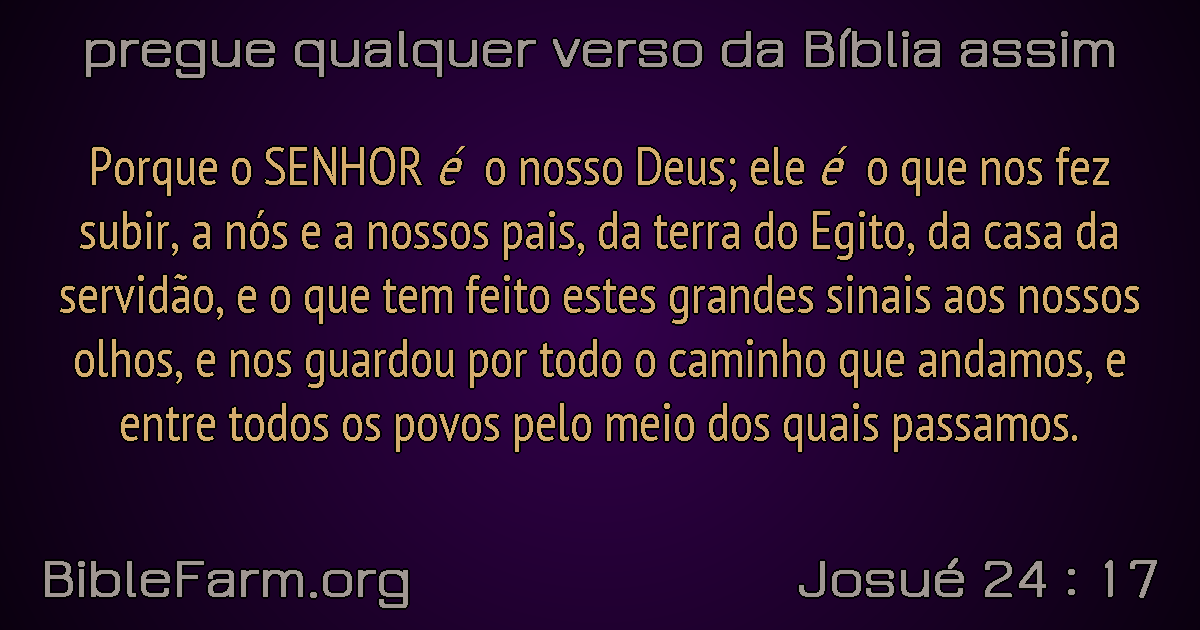 pregue qualquer verso da Bíblia assim
Porque o SENHOR é o nosso Deus; ele é o que nos fez
subir, a nós e a nossos pais, da terra do Egito, da casa da
servidão, e o que tem feito estes grandes sinais aos nossos
olhos, e nos guardou por todo o caminho que andamos, e
entre todos os povos pelo meio dos quais passamos.
BibleFarm.org
Josué 24 : 17